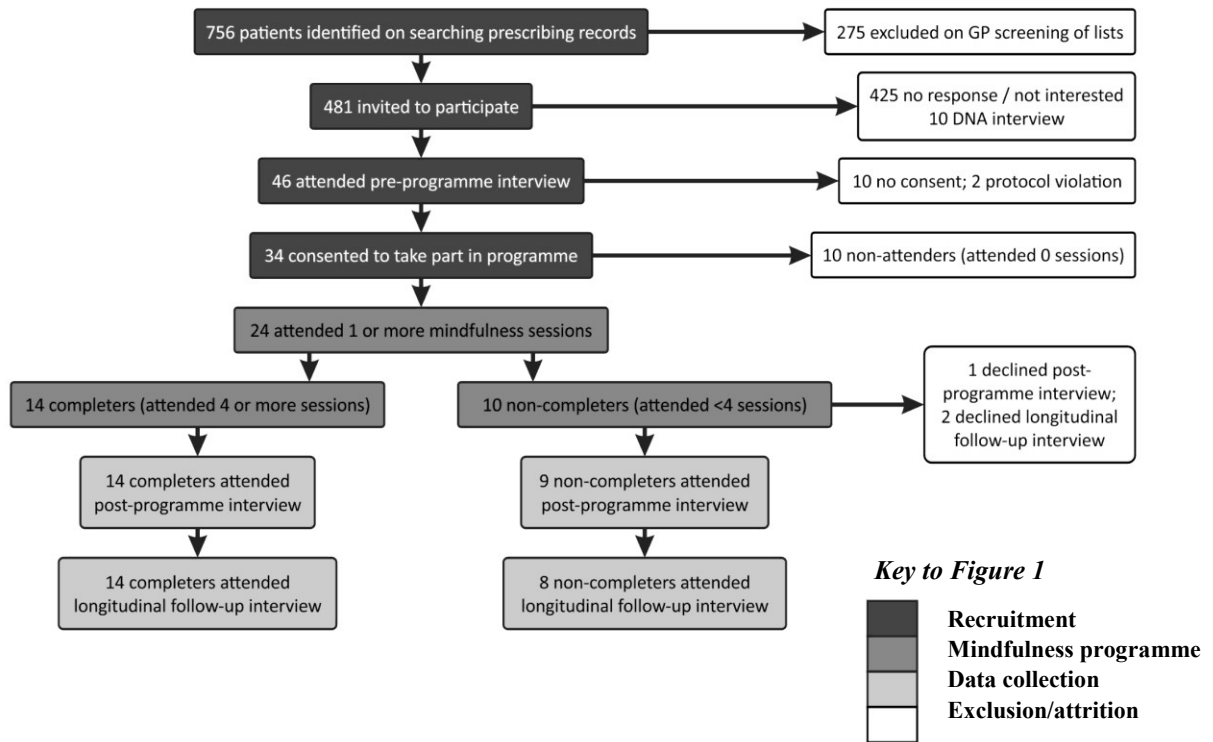 756 patients identified on searching prescribing records
275 excluded on GP screening of lists
481 invited to participate
425 no response / not interested
10 DNA interview
46 attended pre-programme interview
10 no consent; 2 protocol violation
34 consented to take part in programme
10 non-attenders (attended 0 sessions)
24 attended 1 or more mindfulness sessions
14 completers (attended 4 or more sessions)
10 non-completers (attended <4 sessions)
1 declined post-
programme interview;
2 declined longitudinal
follow-up interview
14 completers attended
post-programme interview
9 non-completers attended
post-programme interview
14 completers attended
longitudinal follow-up interview
8 non-completers attended
longitudinal follow-up interview
Key to Figure 1
Recruitment
Mindfulness programme
Data collection
Exclusion/attrition